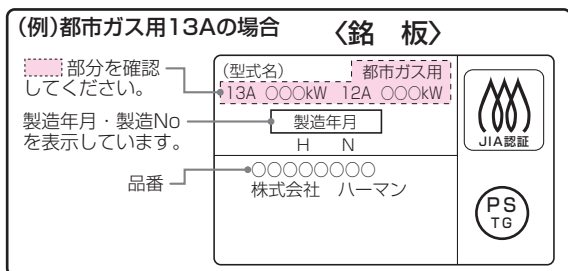 (例)都市ガス用13Aの場合
〈銘 板〉
部分を確認
してください。
製造年月・製造No
を表示しています。
品番
(型式名)
都市ガス用
13A ○○○kW 12A ○○○kW
製造年月
H N
○○○○○○○○
株式会社 ハーマン
JIA認証
PS
TG